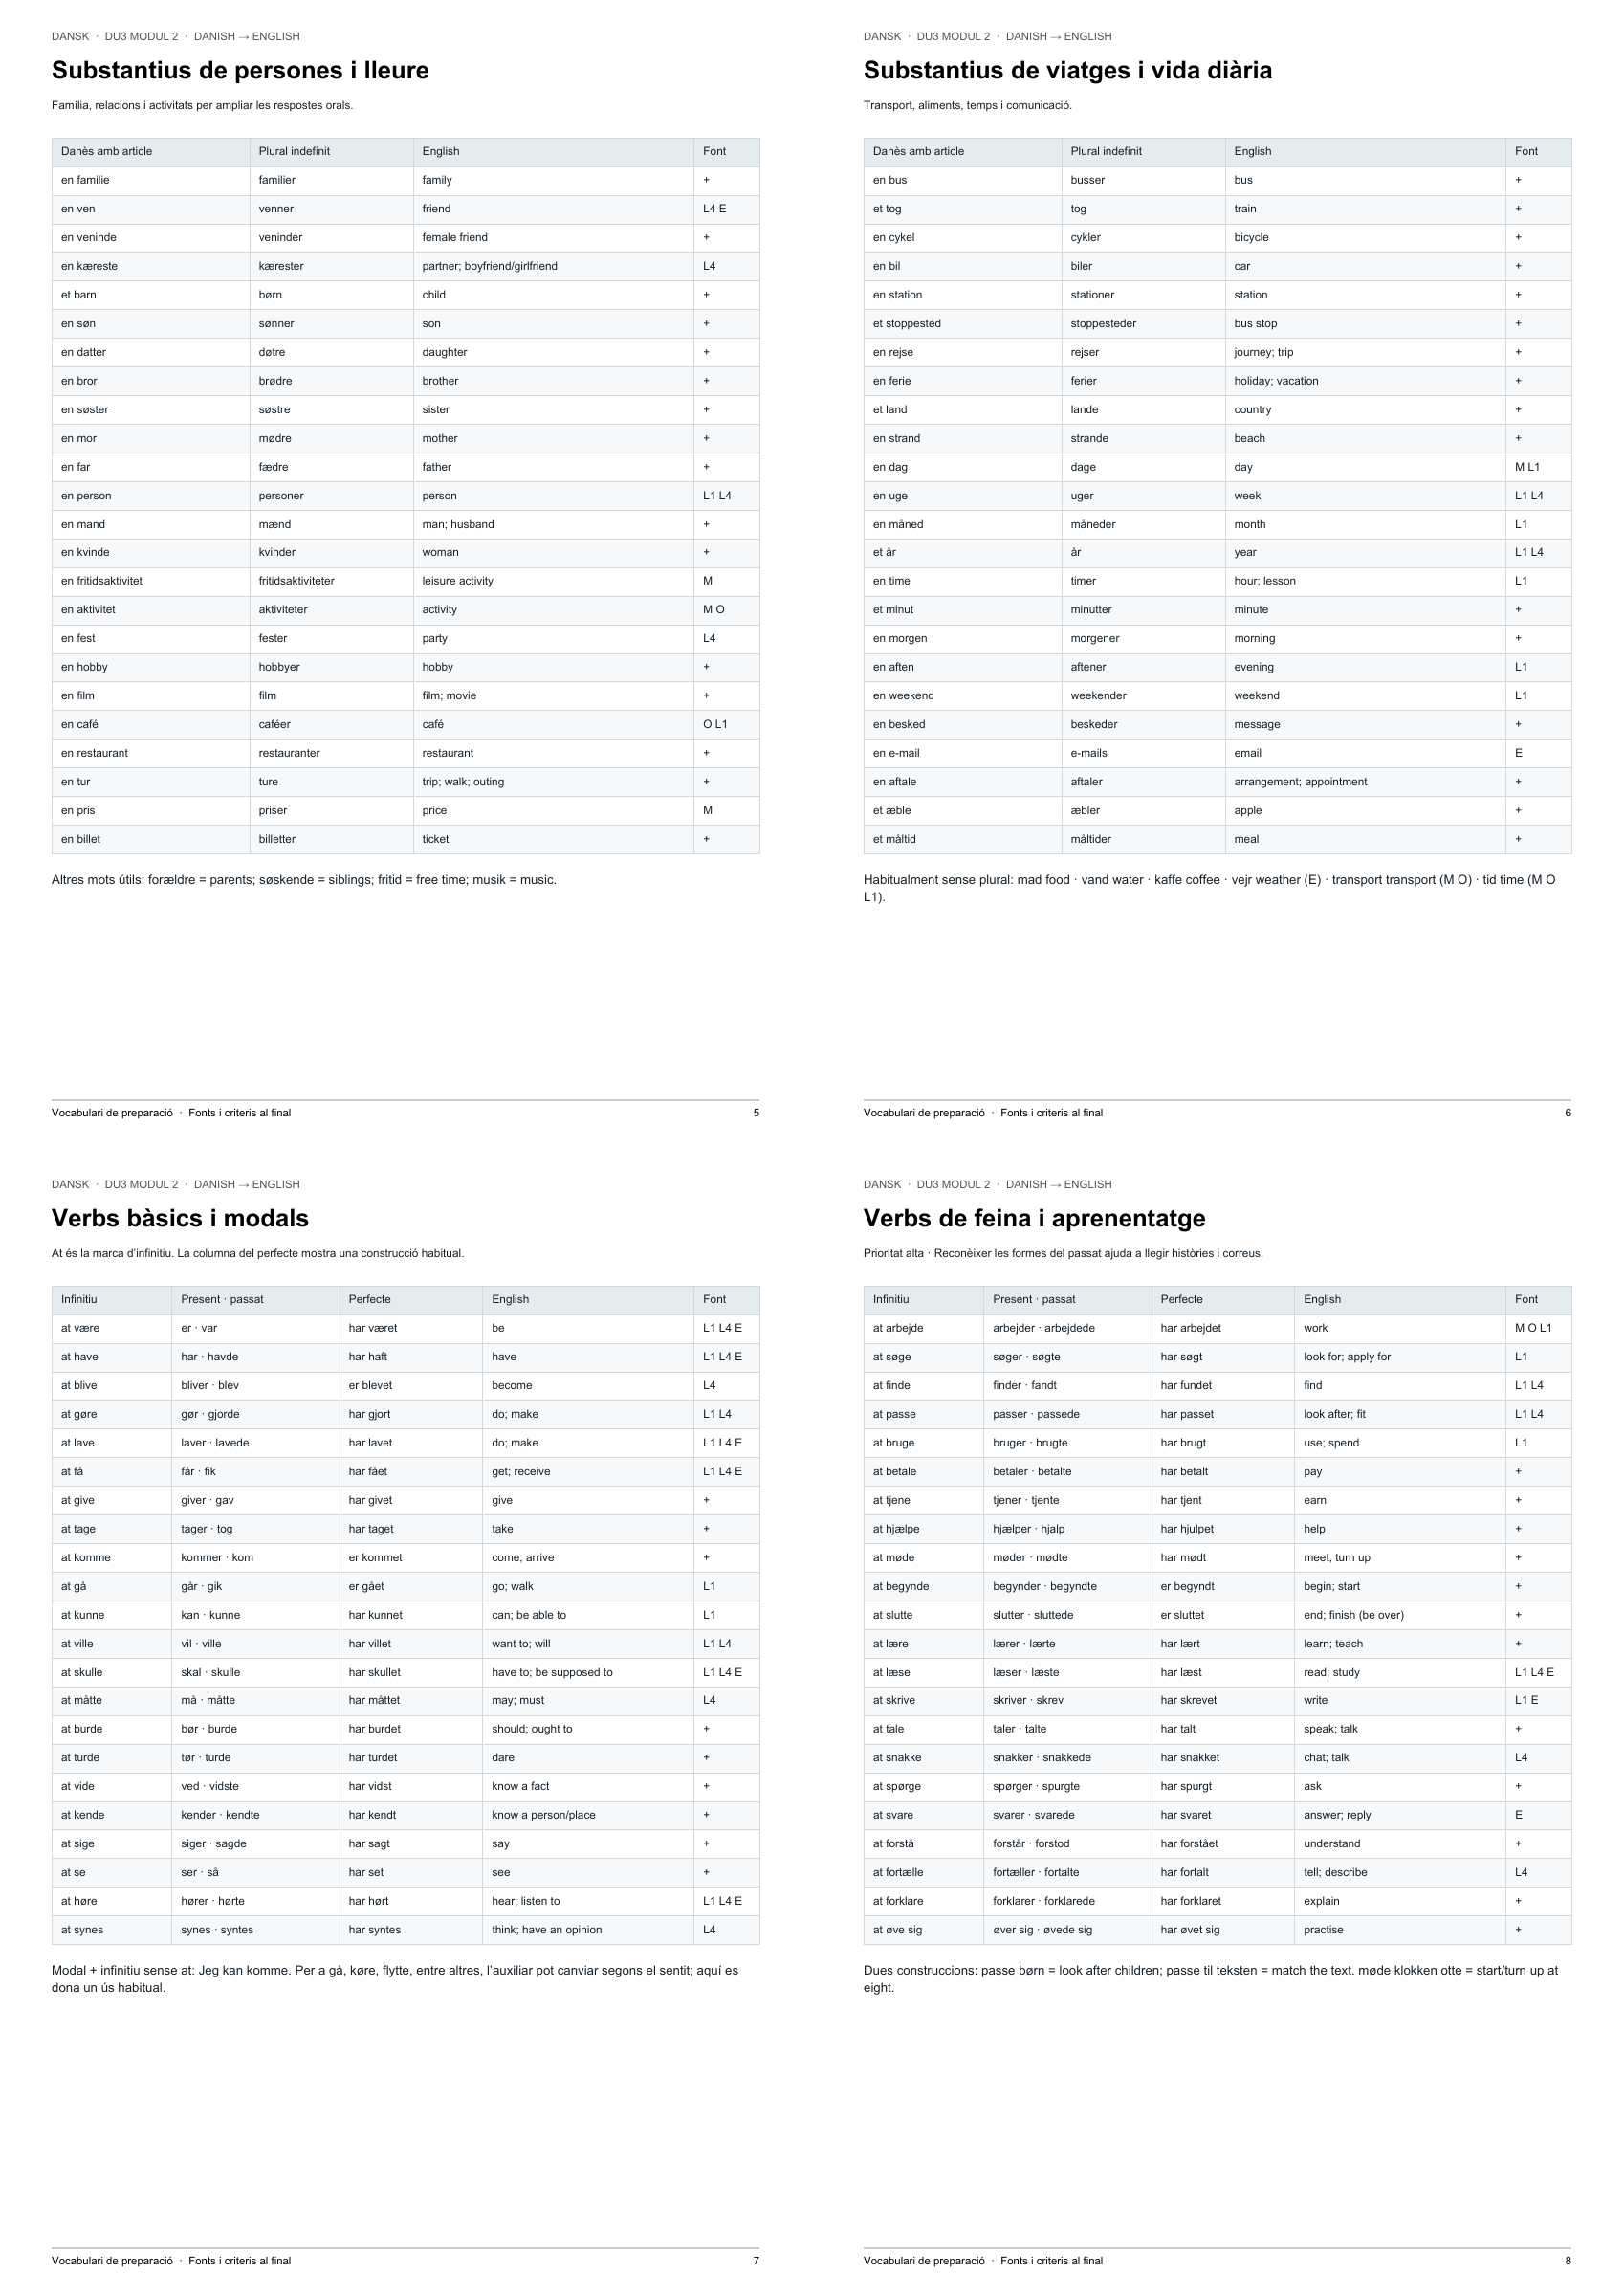 DANSK · DU3 MODUL 2 · DANISH → ENGLISH
Substantius de persones i lleure
Família, relacions i activitats per ampliar les respostes orals.
Danès amb article Plural indefinit English Font
en familie familier family +
en ven venner friend L4 E
en veninde veninder female friend +
en kæreste kærester partner; boyfriend/girlfriend L4
et barn børn child +
en søn sønner son +
en datter døtre daughter +
en bror brødre brother +
en søster søstre sister +
en mor mødre mother +
en far fædre father +
en person personer person L1 L4
en mand mænd man; husband +
en kvinde kvinder woman +
en fritidsaktivitet fritidsaktiviteter leisure activity M
en aktivitet aktiviteter activity M O
en fest fester party L4
en hobby hobbyer hobby +
en film film film; movie +
en café caféer café O L1
en restaurant restauranter restaurant +
en tur ture trip; walk; outing +
en pris priser price M
en billet billetter ticket +
Altres mots útils: forældre = parents; søskende = siblings; fritid = free time; musik = music.
Vocabulari de preparació · Fonts i criteris al final 5
DANSK · DU3 MODUL 2 · DANISH → ENGLISH
Substantius de viatges i vida diària
Transport, aliments, temps i comunicació.
Danès amb article Plural indefinit English Font
en bus busser bus +
et tog tog train +
en cykel cykler bicycle +
en bil biler car +
en station stationer station +
et stoppested stoppesteder bus stop +
en rejse rejser journey; trip +
en ferie ferier holiday; vacation +
et land lande country +
en strand strande beach +
en dag dage day M L1
en uge uger week L1 L4
en måned måneder month L1
et år år year L1 L4
en time timer hour; lesson L1
et minut minutter minute +
en morgen morgener morning +
en aften aftener evening L1
en weekend weekender weekend L1
en besked beskeder message +
en e-mail e-mails email E
en aftale aftaler arrangement; appointment +
et æble æbler apple +
et måltid måltider meal +
Habitualment sense plural: mad food · vand water · kaffe coffee · vejr weather (E) · transport transport (M O) · tid time (M O
L1).
Vocabulari de preparació · Fonts i criteris al final 6
DANSK · DU3 MODUL 2 · DANISH → ENGLISH
Verbs bàsics i modals
At és la marca d'infinitiu. La columna del perfecte mostra una construcció habitual.
Infinitiu Present · passat Perfecte English Font
at være er · var har været be L1 L4 E
at have har · havde har haft have L1 L4 E
at blive bliver · blev er blevet become L4
at gøre gør · gjorde har gjort do; make L1 L4
at lave laver · lavede har lavet do; make L1 L4 E
at få får · fik har fået get; receive L1 L4 E
at give giver · gav har givet give +
at tage tager · tog har taget take +
at komme kommer · kom er kommet come; arrive +
at gå går · gik er gået go; walk L1
at kunne kan · kunne har kunnet can; be able to L1
at ville vil · ville har villet want to; will L1 L4
at skulle skal · skulle har skullet have to; be supposed to L1 L4 E
at måtte må · måtte har måttet may; must L4
at burde bør · burde har burdet should; ought to +
at turde tør · turde har turdet dare +
at vide ved · vidste har vidst know a fact +
at kende kender · kendte har kendt know a person/place +
at sige siger · sagde har sagt say +
at se ser · så har set see +
at høre hører · hørte har hørt hear; listen to L1 L4 E
at synes synes · syntes har syntes think; have an opinion L4
Modal + infinitiu sense at: Jeg kan komme. Per a gå, køre, flytte, entre altres, l'auxiliar pot canviar segons el sentit; aquí es
dona un ús habitual.
Vocabulari de preparació · Fonts i criteris al final 7
DANSK · DU3 MODUL 2 · DANISH → ENGLISH
Verbs de feina i aprenentatge
Prioritat alta · Reconèixer les formes del passat ajuda a llegir històries i correus.
Infinitiu Present · passat Perfecte English Font
at arbejde arbejder · arbejdede har arbejdet work M O L1
at søge søger · søgte har søgt look for; apply for L1
at finde finder · fandt har fundet find L1 L4
at passe passer · passede har passet look after; fit L1 L4
at bruge bruger · brugte har brugt use; spend L1
at betale betaler · betalte har betalt pay +
at tjene tjener · tjente har tjent earn +
at hjælpe hjælper · hjalp har hjulpet help +
at møde møder · mødte har mødt meet; turn up +
at begynde begynder · begyndte er begyndt begin; start +
at slutte slutter · sluttede er sluttet end; finish (be over) +
at lære lærer · lærte har lært learn; teach +
at læse læser · læste har læst read; study L1 L4 E
at skrive skriver · skrev har skrevet write L1 E
at tale taler · talte har talt speak; talk +
at snakke snakker · snakkede har snakket chat; talk L4
at spørge spørger · spurgte har spurgt ask +
at svare svarer · svarede har svaret answer; reply E
at forstå forstår · forstod har forstået understand +
at fortælle fortæller · fortalte har fortalt tell; describe L4
at forklare forklarer · forklarede har forklaret explain +
at øve sig øver sig · øvede sig har øvet sig practise +
Dues construccions: passe børn = look after children; passe til teksten = match the text. møde klokken otte = start/turn up at
eight.
Vocabulari de preparació · Fonts i criteris al final 8